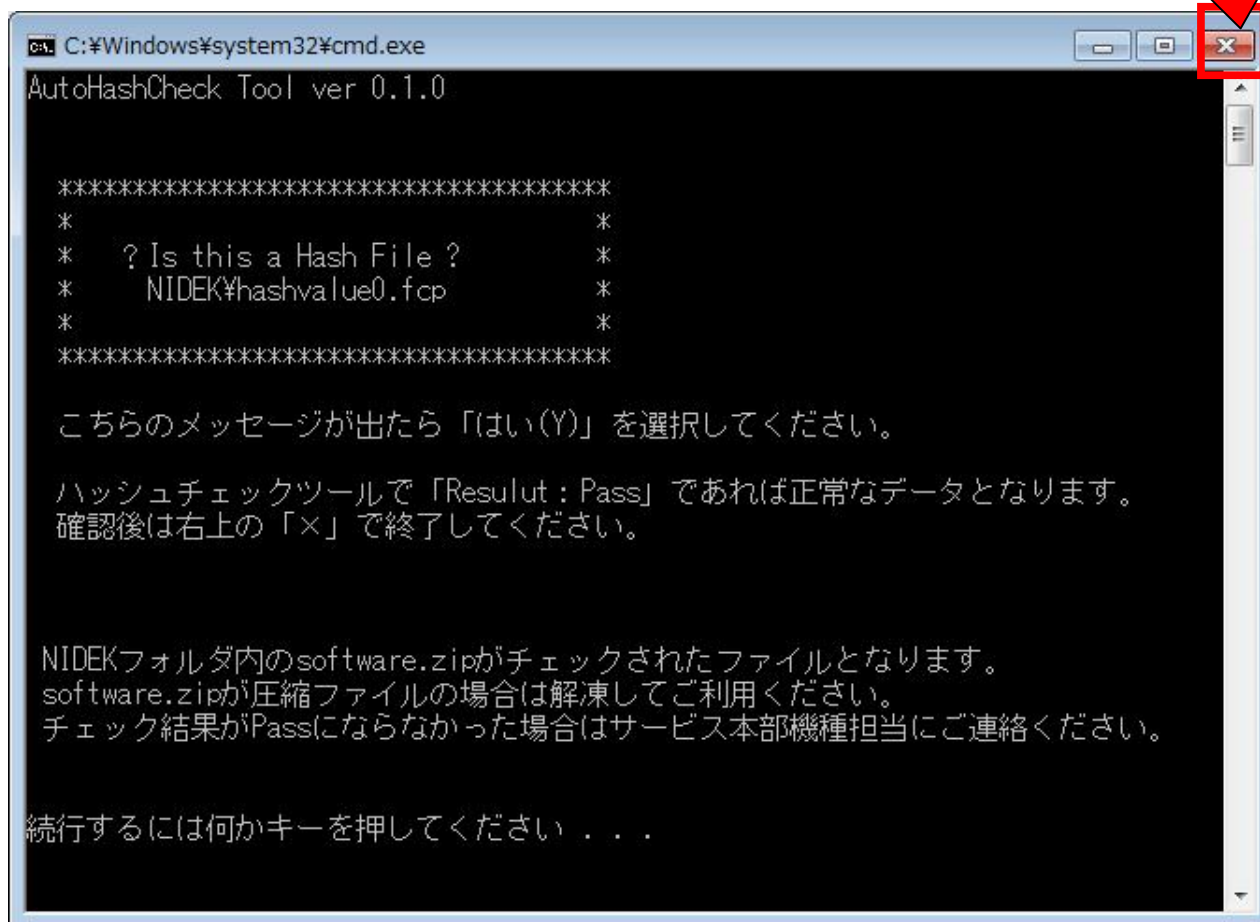 C:¥Windows¥system32¥cmd.exe
AutoHashCheck Tool ver 0.1.0
*************************************
* *
* ? Is this a Hash File ? *
* NIDEK¥hashvalue0.fcp *
* *
*************************************
こちらのメッセージが出たら「はい(Y)」を選択してください。
ハッシュチェックツールで「Resulut：Pass」であれば正常なデータとなります。
確認後は右上の「×」で終了してください。
NIDEKフォルダ内のsoftware.zipがチェックされたファイルとなります。
software.zipが圧縮ファイルの場合は解凍してご利用ください。
チェック結果がPassにならなかった場合はサービス本部機種担当にご連絡ください。
続行するには何かキーを押してください . . .